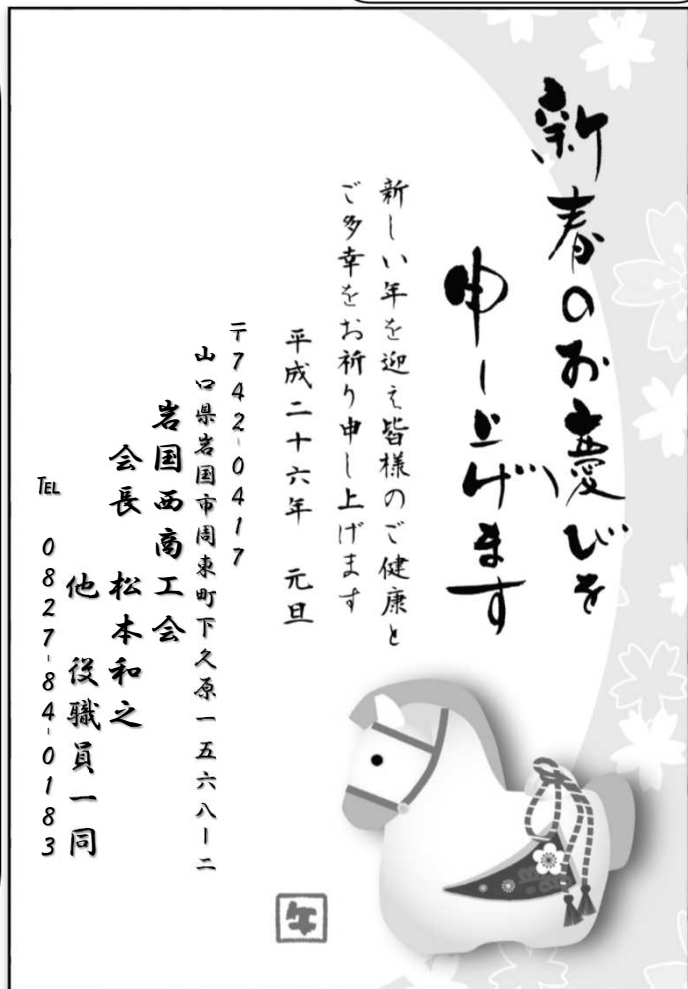 新春のお慶びを
申し上げます
新しい年を迎え皆様のご健康と
ご多幸をお祈り申し上げます
平成二十六年 元旦
〒742-0417
山口県岩国市周東町下久原一五六八ー二
岩国西商工会
会長 松本和之
他 役職員一同
TEL 0827-84-0183
午